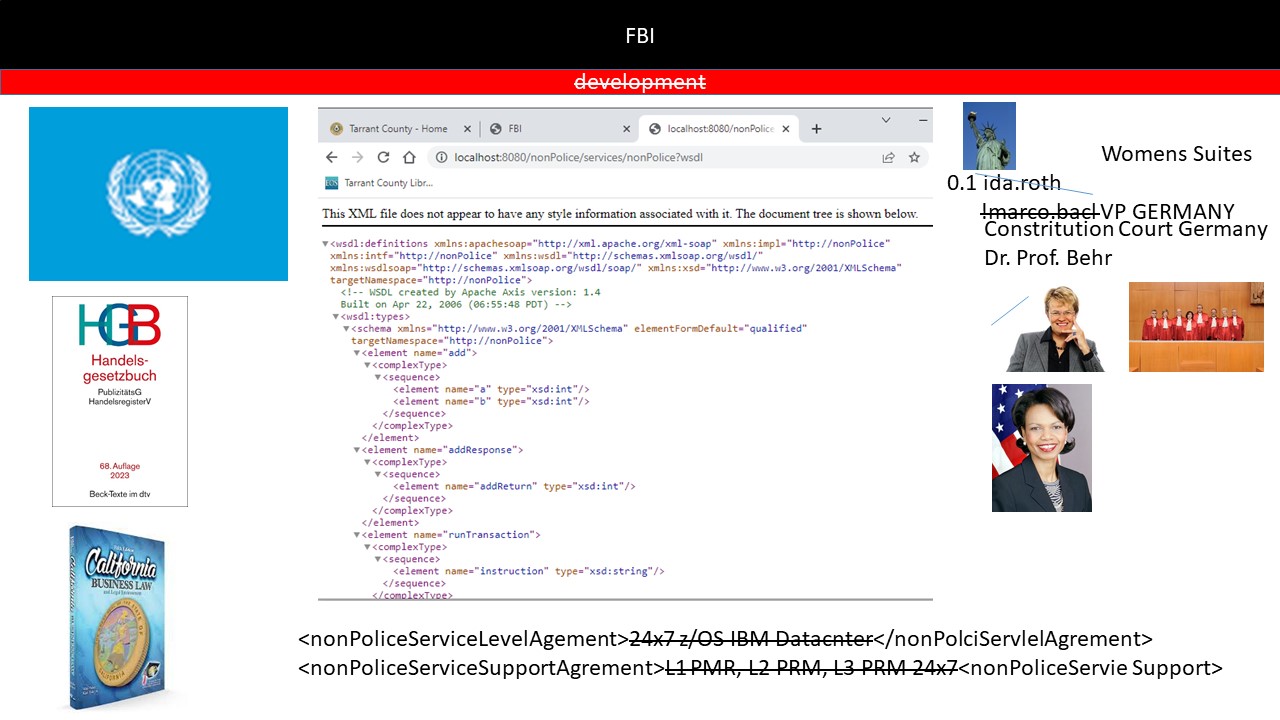 FBI
development
Tarrant County - Home
FBI
localhost:8080/nonPolice
localhost:8080/nonPolice/services/nonPolice?wsdl
Tarrant County Libr...
This XML file does not appear to have any style information associated with it. The document tree is shown below.
<wsdl:definitions xmlns:apachesoap="http://xml.apache.org/xml-soap" xmlns:impl="http://nonPolice"
xmlns:intf="http://nonPolice" xmlns:wsdl="http://schemas.xmlsoap.org/wsdl/"
xmlns:wsdlsoap="http://schemas.xmlsoap.org/wsdl/soap/" xmlns:xsd="http://www.w3.org/2001/XMLSchema"
targetNamespace="http://nonPolice">
<!-- WSDL created by Apache Axis version: 1.4
Built on Apr 22, 2006 (06:55:48 PDT) -->
<wsdl:types>
<schema xmlns="http://www.w3.org/2001/XMLSchema" elementFormDefault="qualified"
targetNamespace="http://nonPolice">
<element name="add">
<complexType>
<sequence>
<element name="a" type="xsd:int"/>
<element name="b" type="xsd:int"/>
</sequence>
</complexType>
</element>
<element name="addResponse">
<complexType>
<sequence>
<element name="addReturn" type="xsd:int"/>
</sequence>
</complexType>
</element>
<element name="runTransaction">
<complexType>
<sequence>
<element name="instruction" type="xsd:string"/>
</sequence>
</complexType>
Womens Suites
0.1 ida.roth
!marco.bacl VP GERMANY
Constritution Court Germany
Dr. Prof. Behr
HGB
Handels-
gesetzbuch
PublizitätsG
HandelsregisterV
68. Auflage
2023
Beck-Texte im dtv
California
BUSINESS LAW
and Legal Environment
<nonPoliceServiceLevelAgement>24x7 z/OS IBM Datacnter</nonPolciServlelAgrement>
<nonPoliceServiceSupportAgrement>L1 PMR, L2 PRM, L3 PRM 24x7<nonPoliceServie Support>